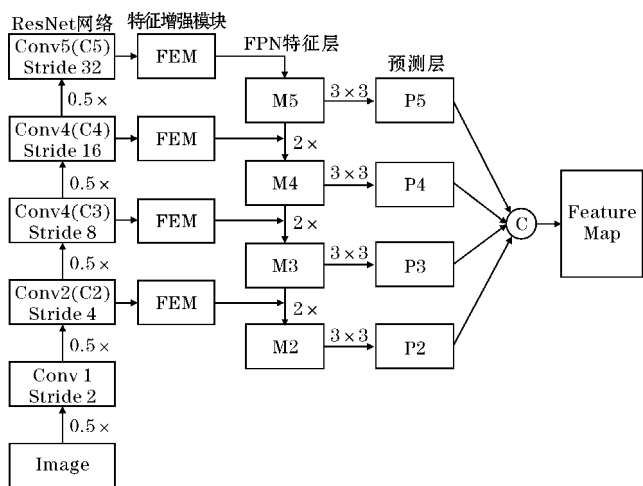 ResNet网络
特征增强模块
FPN特征层
预测层
Conv5(C5)
Stride 32
FEM
M5
3×3
P5
0.5×
2×
Conv4(C4)
Stride 16
FEM
M4
3×3
P4
0.5×
2×
Conv4(C3)
Stride 8
FEM
M3
3×3
P3
C
Feature
Map
0.5×
2×
Conv2(C2)
Stride 4
FEM
M2
3×3
P2
0.5×
Conv 1
Stride 2
0.5×
Image